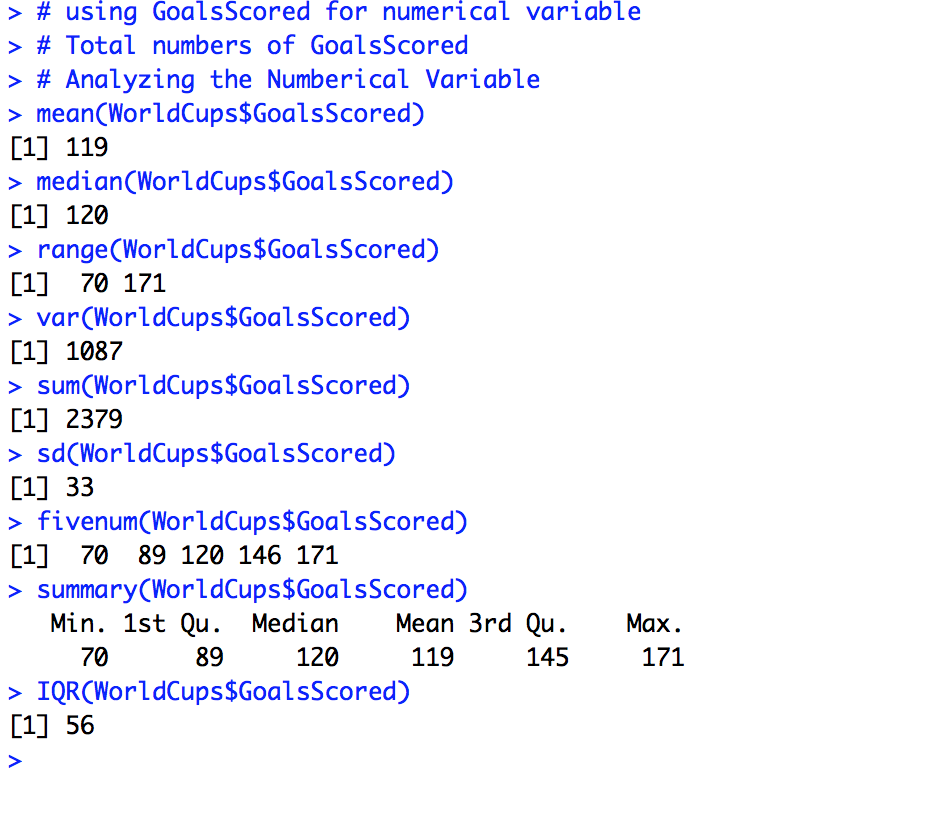 > # using GoalsScored for numerical variable
> # Total numbers of GoalsScored
> # Analyzing the Numberical Variable
> mean(WorldCups$GoalsScored)
[1] 119
> median(WorldCups$GoalsScored)
[1] 120
> range(WorldCups$GoalsScored)
[1]  70 171
> var(WorldCups$GoalsScored)
[1] 1087
> sum(WorldCups$GoalsScored)
[1] 2379
> sd(WorldCups$GoalsScored)
[1] 33
> fivenum(WorldCups$GoalsScored)
[1]  70  89 120 146 171
> summary(WorldCups$GoalsScored)
   Min. 1st Qu.  Median    Mean 3rd Qu.    Max.
     70      89     120     119     145     171
> IQR(WorldCups$GoalsScored)
[1] 56
>